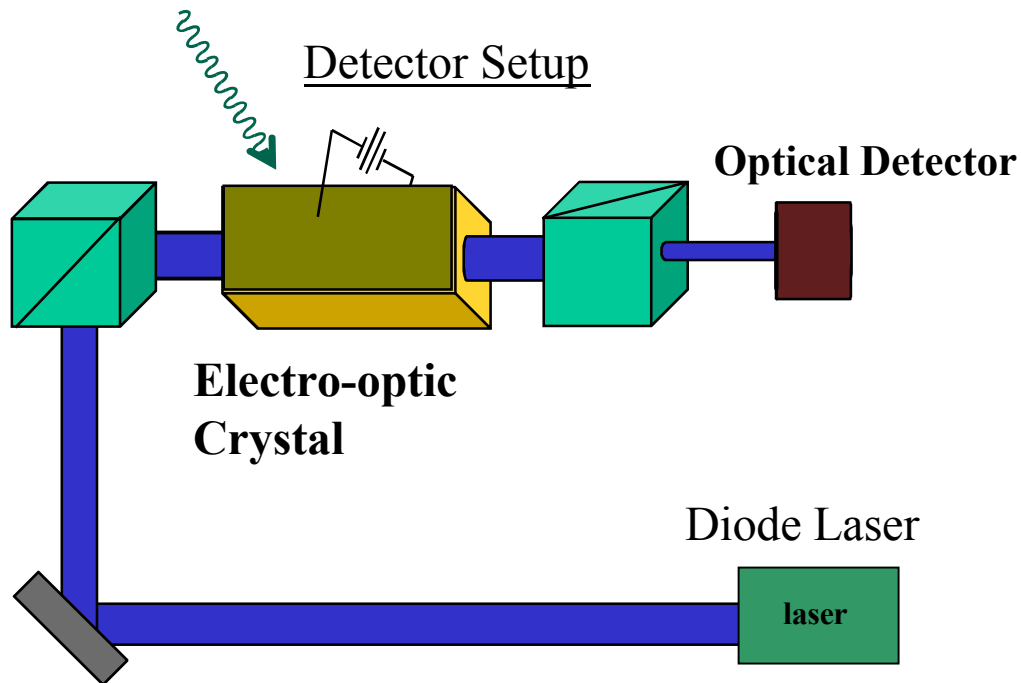 Detector Setup
Optical Detector
Electro-optic
Crystal
Diode Laser
laser